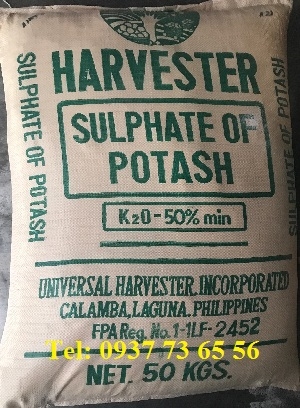 HARVESTER
SULPHATE OF
POTASH
K₂O-50% min
UNIVERSAL HARVESTER, INCORPORATED
CALAMBA, LAGUNA, PHILIPPINES
FPA Reg. No. 1-1LF-2452
Tel: 0937 73 65 56
NET. 50 KGS.
SULPHATE OF POTASH
SULPHATE OF POTASH